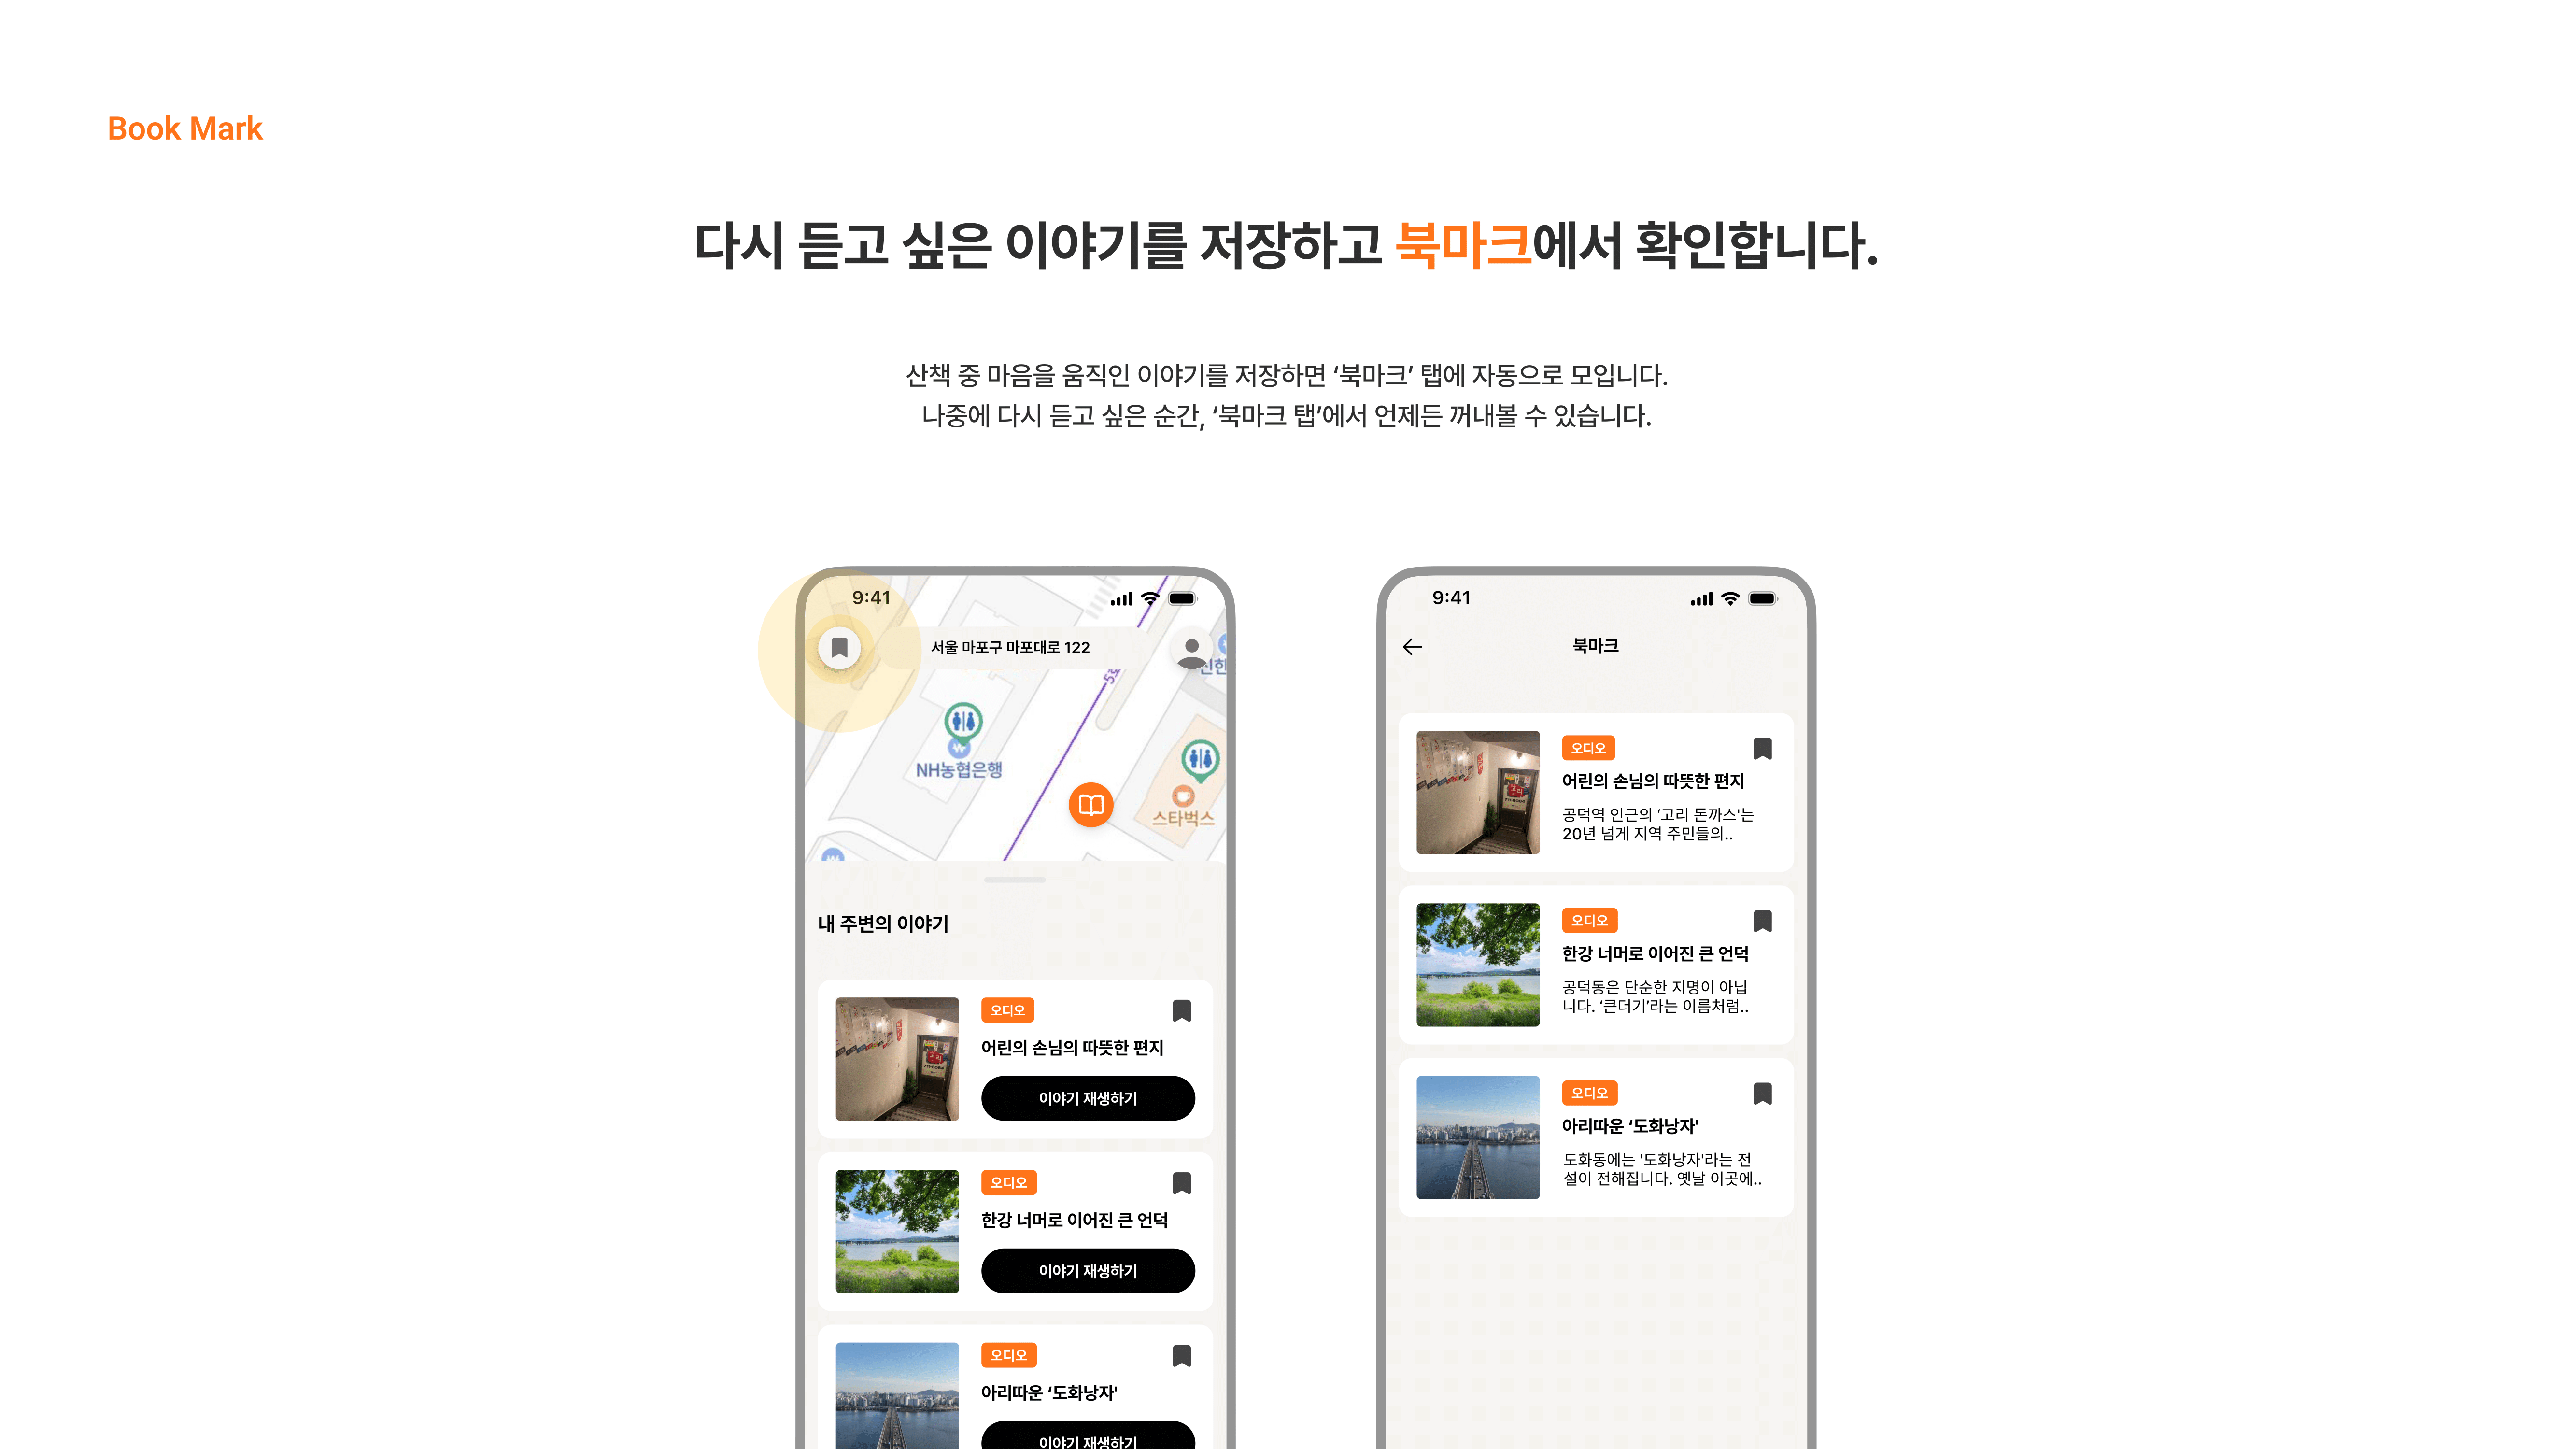 Book Mark
다시 듣고 싶은 이야기를 저장하고 북마크에서 확인합니다.
산책 중 마음을 움직인 이야기를 저장하면 ‘북마크’ 탭에 자동으로 모입니다.
나중에 다시 듣고 싶은 순간, ‘북마크 탭’에서 언제든 꺼내볼 수 있습니다.
9:41
서울 마포구 마포대로 122
신한
53
NH농협은행
스타벅스
내 주변의 이야기
오디오
어린의 손님의 따뜻한 편지
이야기 재생하기
오디오
한강 너머로 이어진 큰 언덕
이야기 재생하기
오디오
아리따운 ‘도화낭자'
이야기 재생하기
9:41
북마크
오디오
어린의 손님의 따뜻한 편지
공덕역 인근의 ‘고리 돈까스'는
20년 넘게 지역 주민들의..
오디오
한강 너머로 이어진 큰 언덕
공덕동은 단순한 지명이 아닙
니다. ‘큰더기’라는 이름처럼..
오디오
아리따운 ‘도화낭자'
도화동에는 '도화낭자'라는 전
설이 전해집니다. 옛날 이곳에..